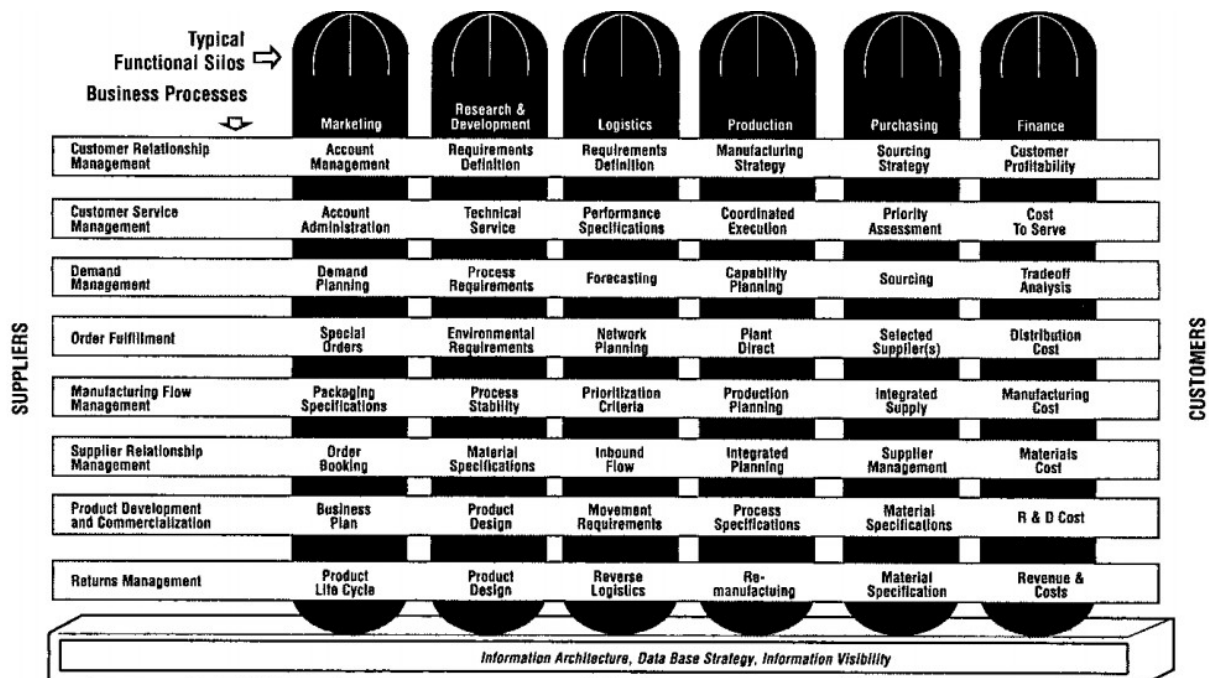 Typical
Functional Silos
Business Processes
Marketing
Research &
Development
Logistics
Production
Purchasing
Finance
Customer Relationship
Management
Account
Management
Requirements
Definition
Requirements
Definition
Manufacturing
Strategy
Sourcing
Strategy
Customer
Profitability
Customer Service
Management
Account
Administration
Technical
Service
Performance
Specifications
Coordinated
Execution
Priority
Assessment
Cost
To Serve
Demand
Management
Demand
Planning
Process
Requirements
Forecasting
Capability
Planning
Sourcing
Tradeoff
Analysis
Order Fulfillment
Special
Orders
Environmental
Requirements
Network
Planning
Plant
Direct
Selected
Supplier(s)
Distribution
Cost
Manufacturing Flow
Management
Packaging
Specifications
Process
Stability
Prioritization
Criteria
Production
Planning
Integrated
Supply
Manufacturing
Cost
Supplier Relationship
Management
Order
Booking
Material
Specifications
Inbound
Flow
Integrated
Planning
Supplier
Management
Materials
Cost
Product Development
and Commercialization
Business
Plan
Product
Design
Movement
Requirements
Process
Specifications
Material
Specifications
R & D Cost
Returns Management
Product
Life Cycle
Product
Design
Reverse
Logistics
Re-
manufacturing
Material
Specification
Revenue &
Costs
SUPPLIERS
CUSTOMERS
Information Architecture, Data Base Strategy, Information Visibility